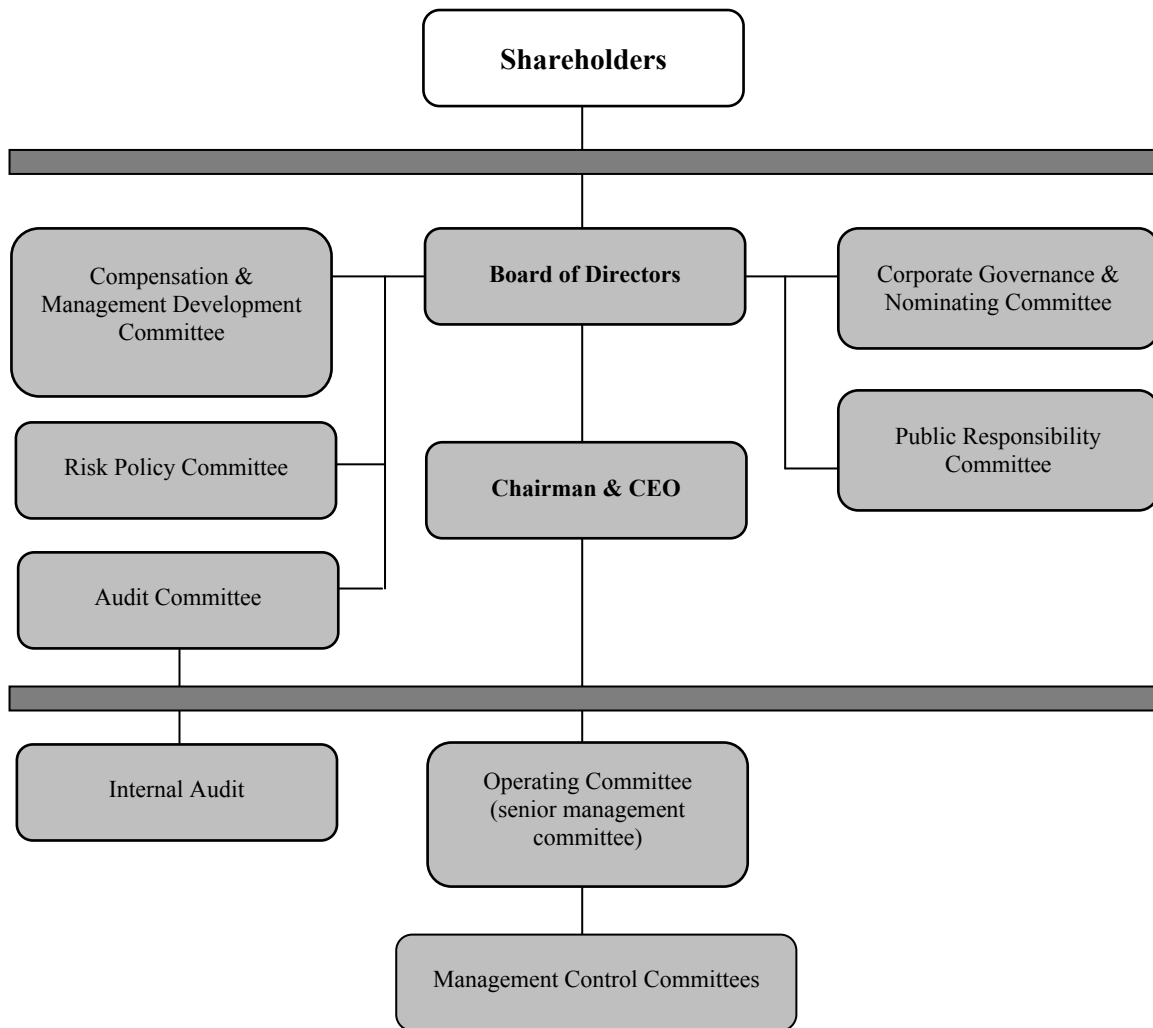 Shareholders
Compensation &
Management Development
Committee
Board of Directors
Corporate Governance &
Nominating Committee
Risk Policy Committee
Chairman & CEO
Public Responsibility
Committee
Audit Committee
Internal Audit
Operating Committee
(senior management
committee)
Management Control Committees